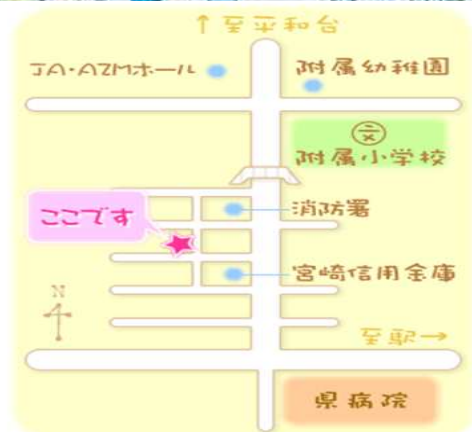 ↑至平和台
JA・AZMホール
附属幼稚園
文
附属小学校
ここです
消防署
宮崎信用金庫
N
至駅→
県病院